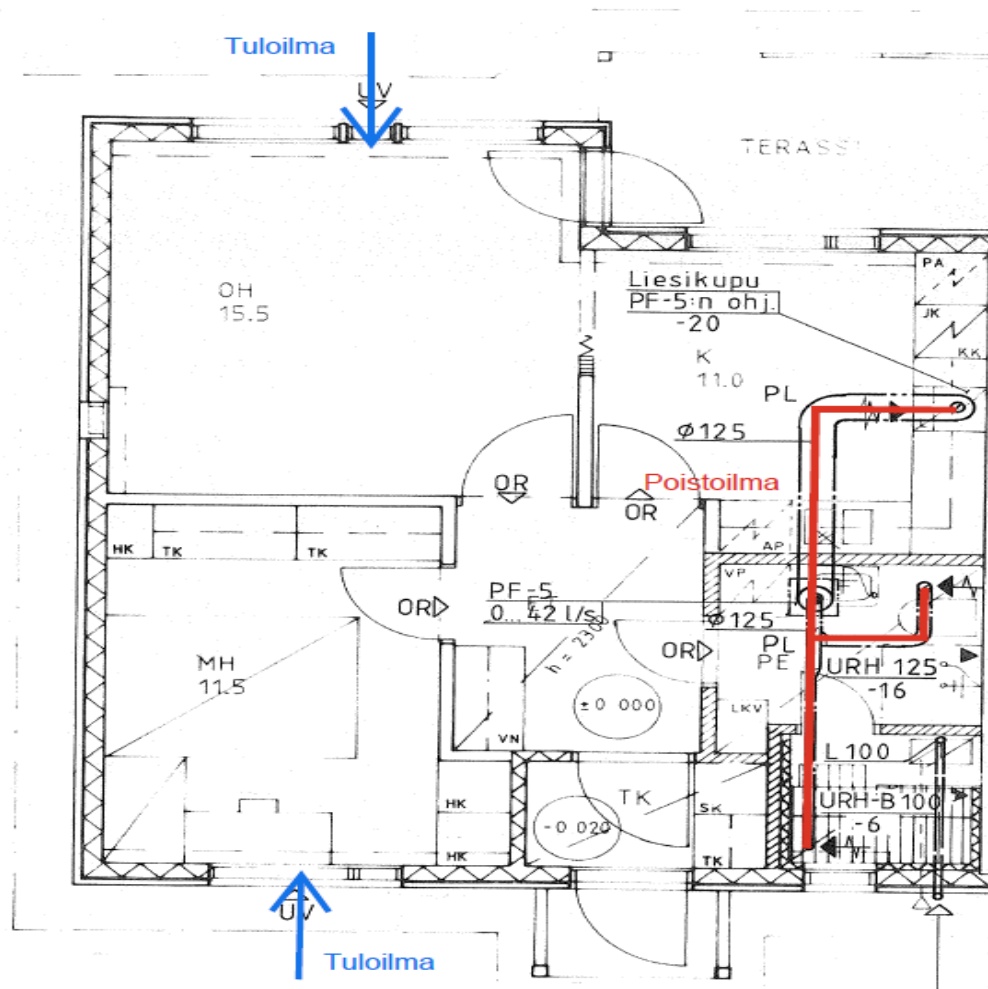 Tuloilma
UV
TERASSI
Liesikupu
PF-5:n ohj.
-20
PA
JK
KK
OH
15.5
K
11.0
PL
Ø125
OR
Poistoilma
OR
HK
TK
TK
AP
VP
PF-5
0...42 l/s
OR
Ø125
h = 2300
OR
PL
PE
MH
11.5
URH 125
-16
±0 000
LKV
VN
L 100
TK
HK
SK
URH-B 100
-0 020
-6
HK
TK
UV
Tuloilma